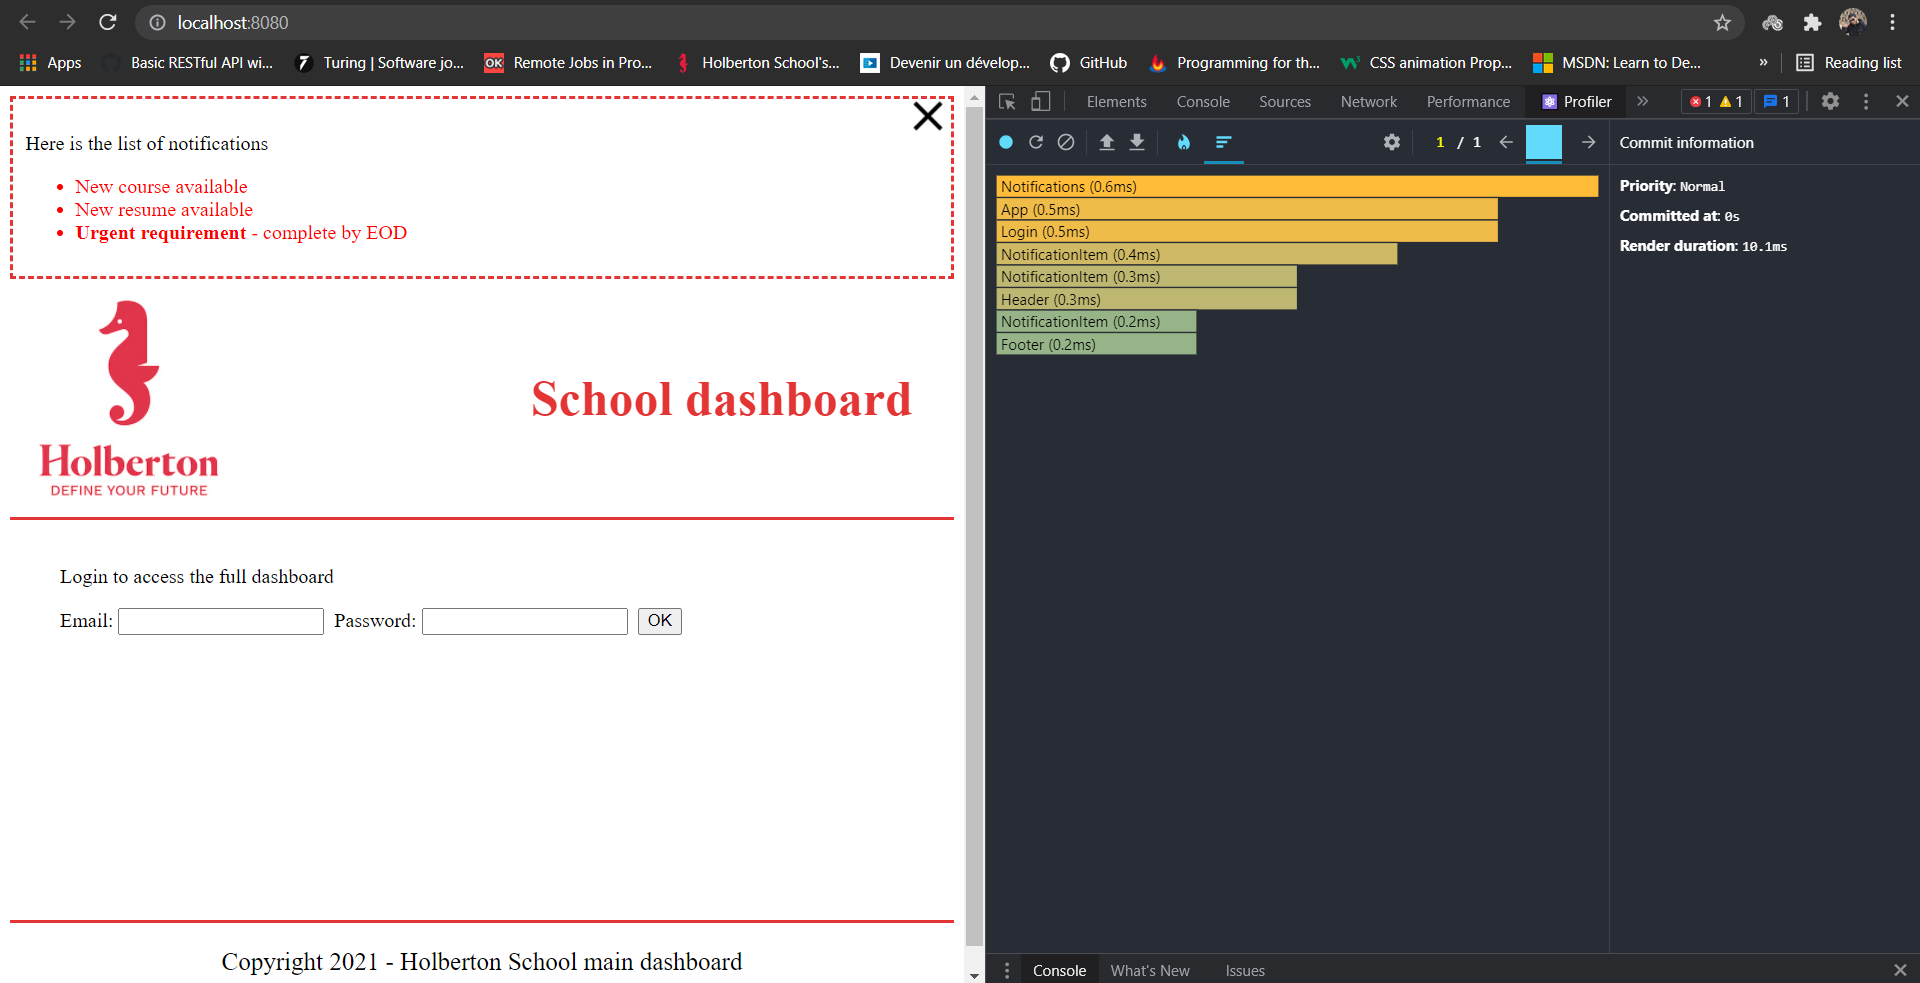 localhost:8080
Apps
Basic RESTful API wi...
Turing | Software jo...
OK
Remote Jobs in Pro...
Holberton School's...
Devenir un dévelop...
GitHub
Programming for th...
CSS animation Prop...
MSDN: Learn to De...
»
Reading list
Here is the list of notifications
• New course available
• New resume available
• Urgent requirement - complete by EOD
Holberton
DEFINE YOUR FUTURE
School dashboard
Login to access the full dashboard
Email:
Password:
OK
Copyright 2021 - Holberton School main dashboard
Elements
Console
Sources
Network
Performance
Profiler
»
1
1
1
1 / 1
Commit information
Notifications (0.6ms)
App (0.5ms)
Login (0.5ms)
NotificationItem (0.4ms)
NotificationItem (0.3ms)
Header (0.3ms)
NotificationItem (0.2ms)
Footer (0.2ms)
Priority: Normal
Committed at: 0s
Render duration: 10.1ms
Console
What's New
Issues